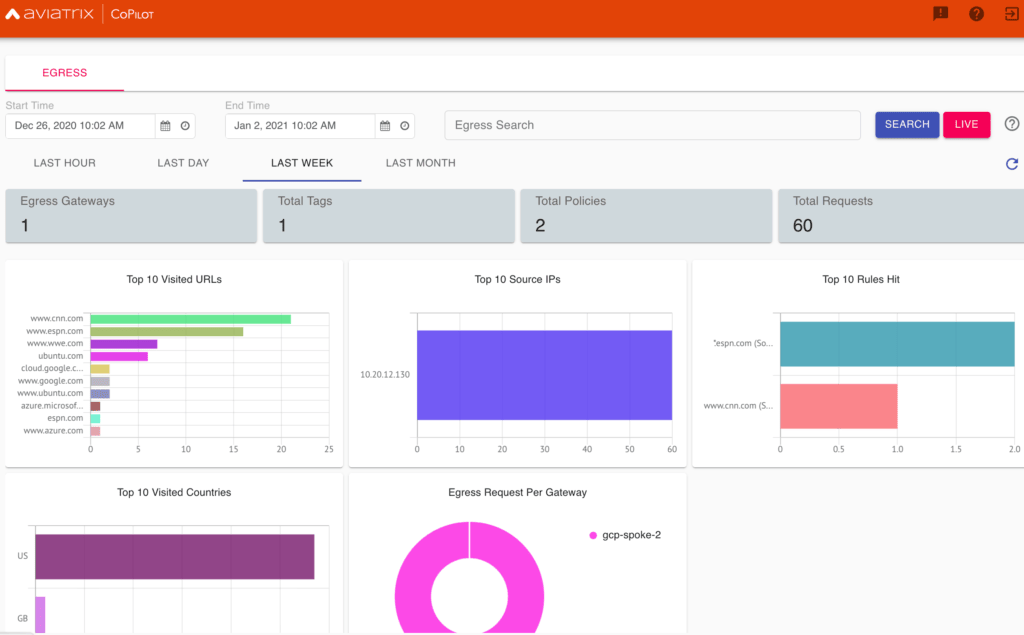 aviatrix CoPilot
EGRESS
Start Time
End Time
Dec 26, 2020 10:02 AM
Jan 2, 2021 10:02 AM
Egress Search
SEARCH
LIVE
LAST HOUR
LAST DAY
LAST WEEK
LAST MONTH
Egress Gateways
1
Total Tags
1
Total Policies
2
Total Requests
60
Top 10 Visited URLs
www.cnn.com
www.espn.com
www.wwe.com
ubuntu.com
cloud.google.c...
www.google.com
www.ubuntu.com
azure.microsof...
espn.com
www.azure.com
0 5 10 15 20 25
Top 10 Source IPs
10.20.12.130
0 10 20 30 40 50 60
Top 10 Rules Hit
*.espn.com (So...
www.cnn.com (S...
0 0.5 1.0 1.5 2.0
Top 10 Visited Countries
US
GB
Egress Request Per Gateway
gcp-spoke-2